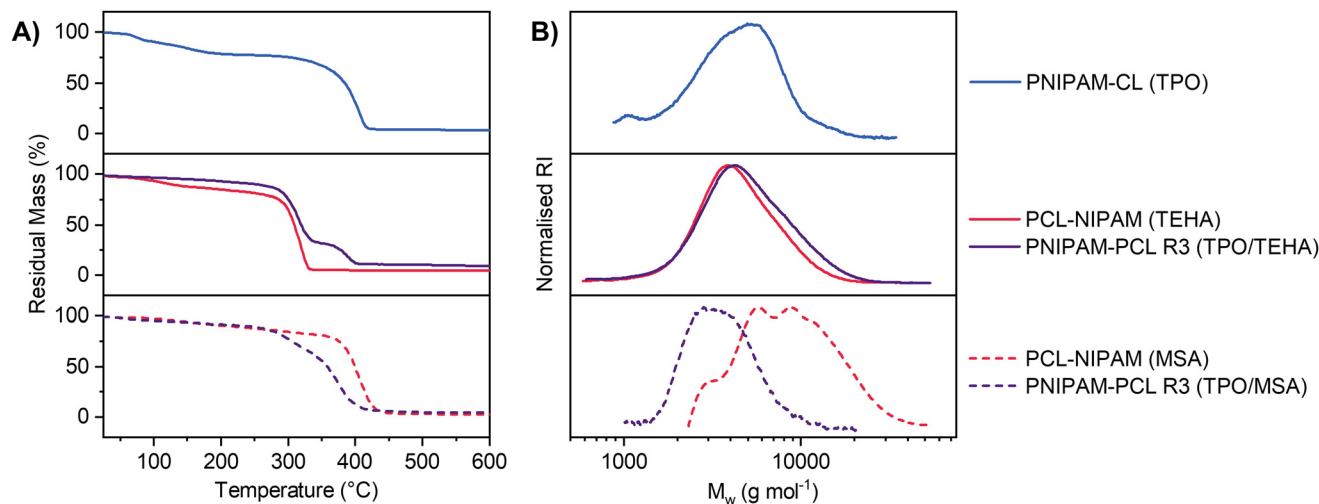 A)
B)
Residual Mass (%)
100
50
0
100
50
0
100
50
0
100 200 300 400 500 600
Temperature (°C)
Normalised RI
1000 10000
M_w (g mol⁻¹)
PNIPAM-CL (TPO)
PCL-NIPAM (TEHA)
PNIPAM-PCL R3 (TPO/TEHA)
PCL-NIPAM (MSA)
PNIPAM-PCL R3 (TPO/MSA)